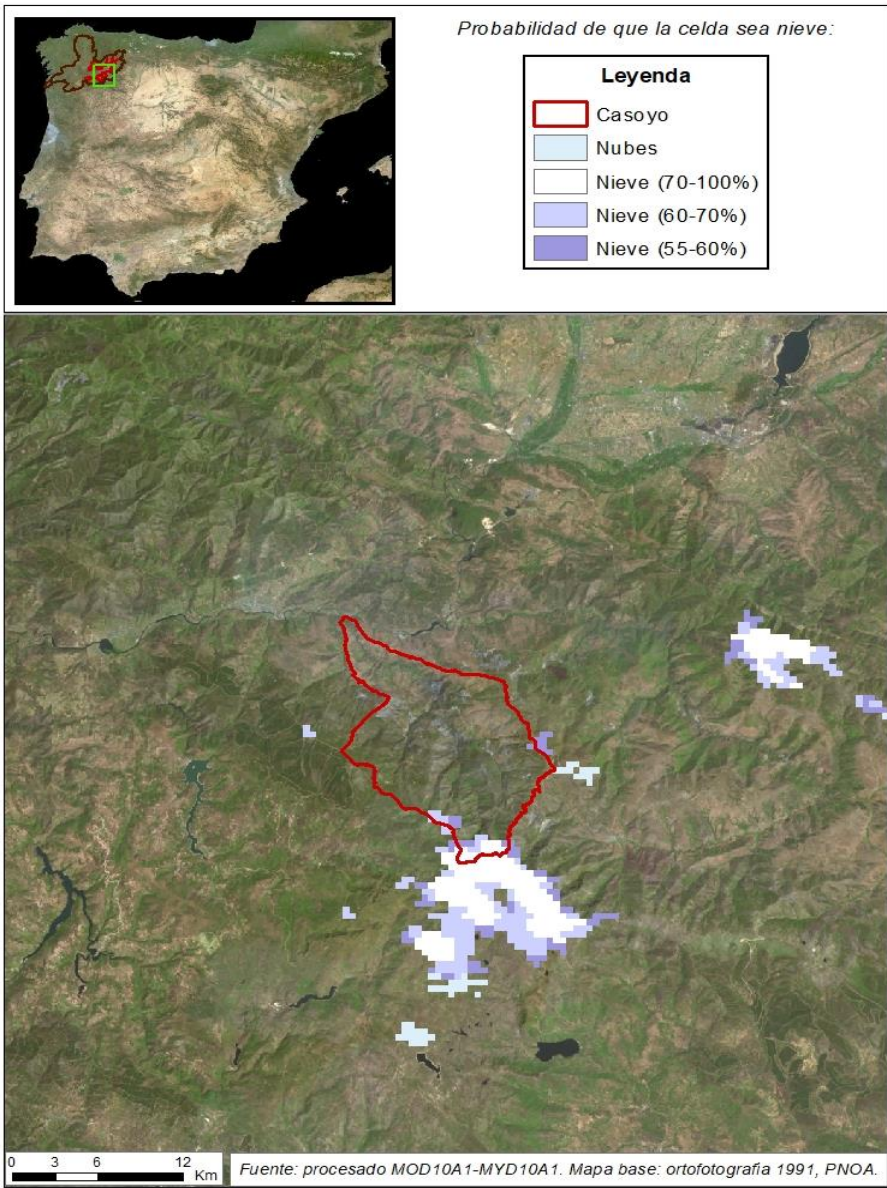 Probabilidad de que la celda sea nieve:
Leyenda
Casoyo
Nubes
Nieve (70-100%)
Nieve (60-70%)
Nieve (55-60%)
0 3 6 12
Km
Fuente: procesado MOD10A1-MYD10A1. Mapa base: ortofotografia 1991, PNOA.